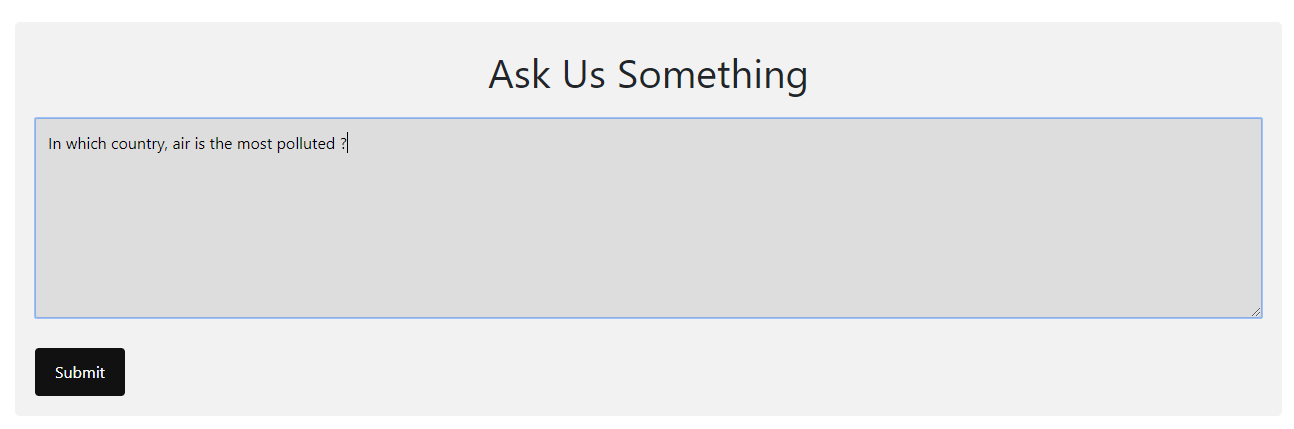 Ask Us Something
In which country, air is the most polluted ?
Submit